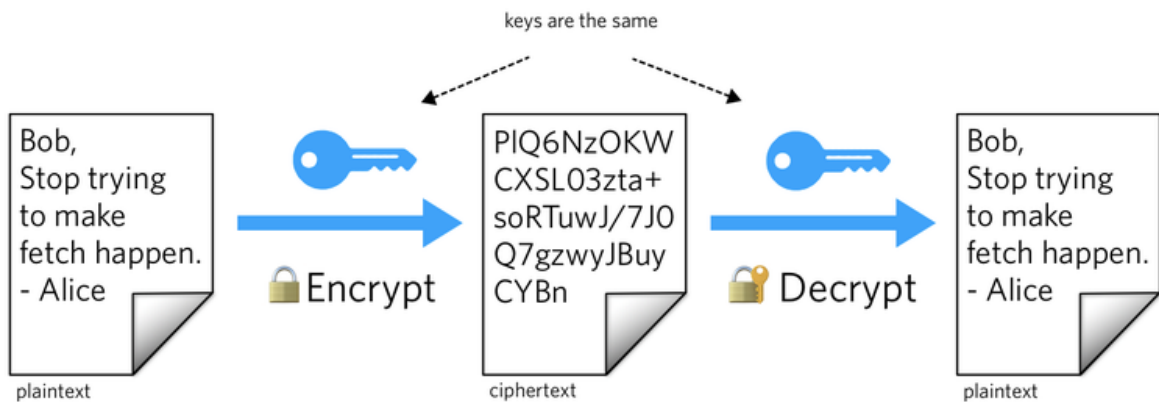 keys are the same
Bob,
Stop trying
to make
fetch happen.
- Alice
plaintext
Encrypt
PlQ6NzOKW
CXSL03zta+
soRTuwJ/7J0
Q7gzwyJBuy
CYBn
ciphertext
Decrypt
Bob,
Stop trying
to make
fetch happen.
- Alice
plaintext